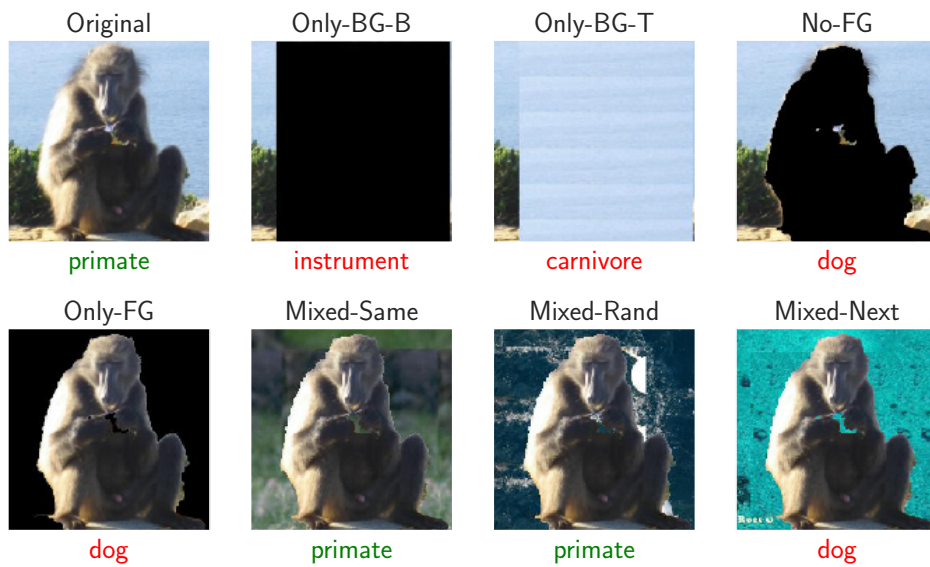 Original Only-BG-B Only-BG-T No-FG
primate instrument carnivore dog
Only-FG Mixed-Same Mixed-Rand Mixed-Next
dog primate primate dog